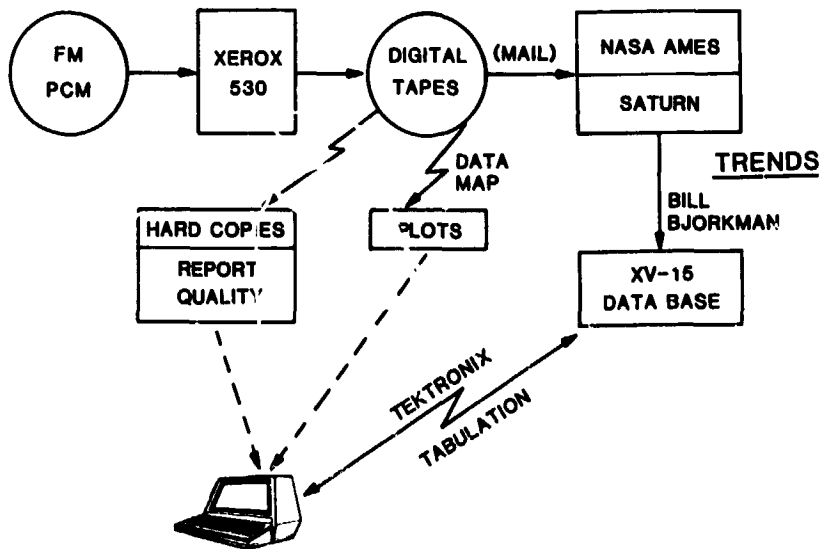 FM
PCM
XEROX
530
DIGITAL
TAPES
(MAIL)
NASA AMES
SATURN
TRENDS
DATA
MAP
BILL
BJORKMAN
HARD COPIES
REPORT
QUALITY
PLOTS
XV-15
DATA BASE
TEKTRONIX
TABULATION